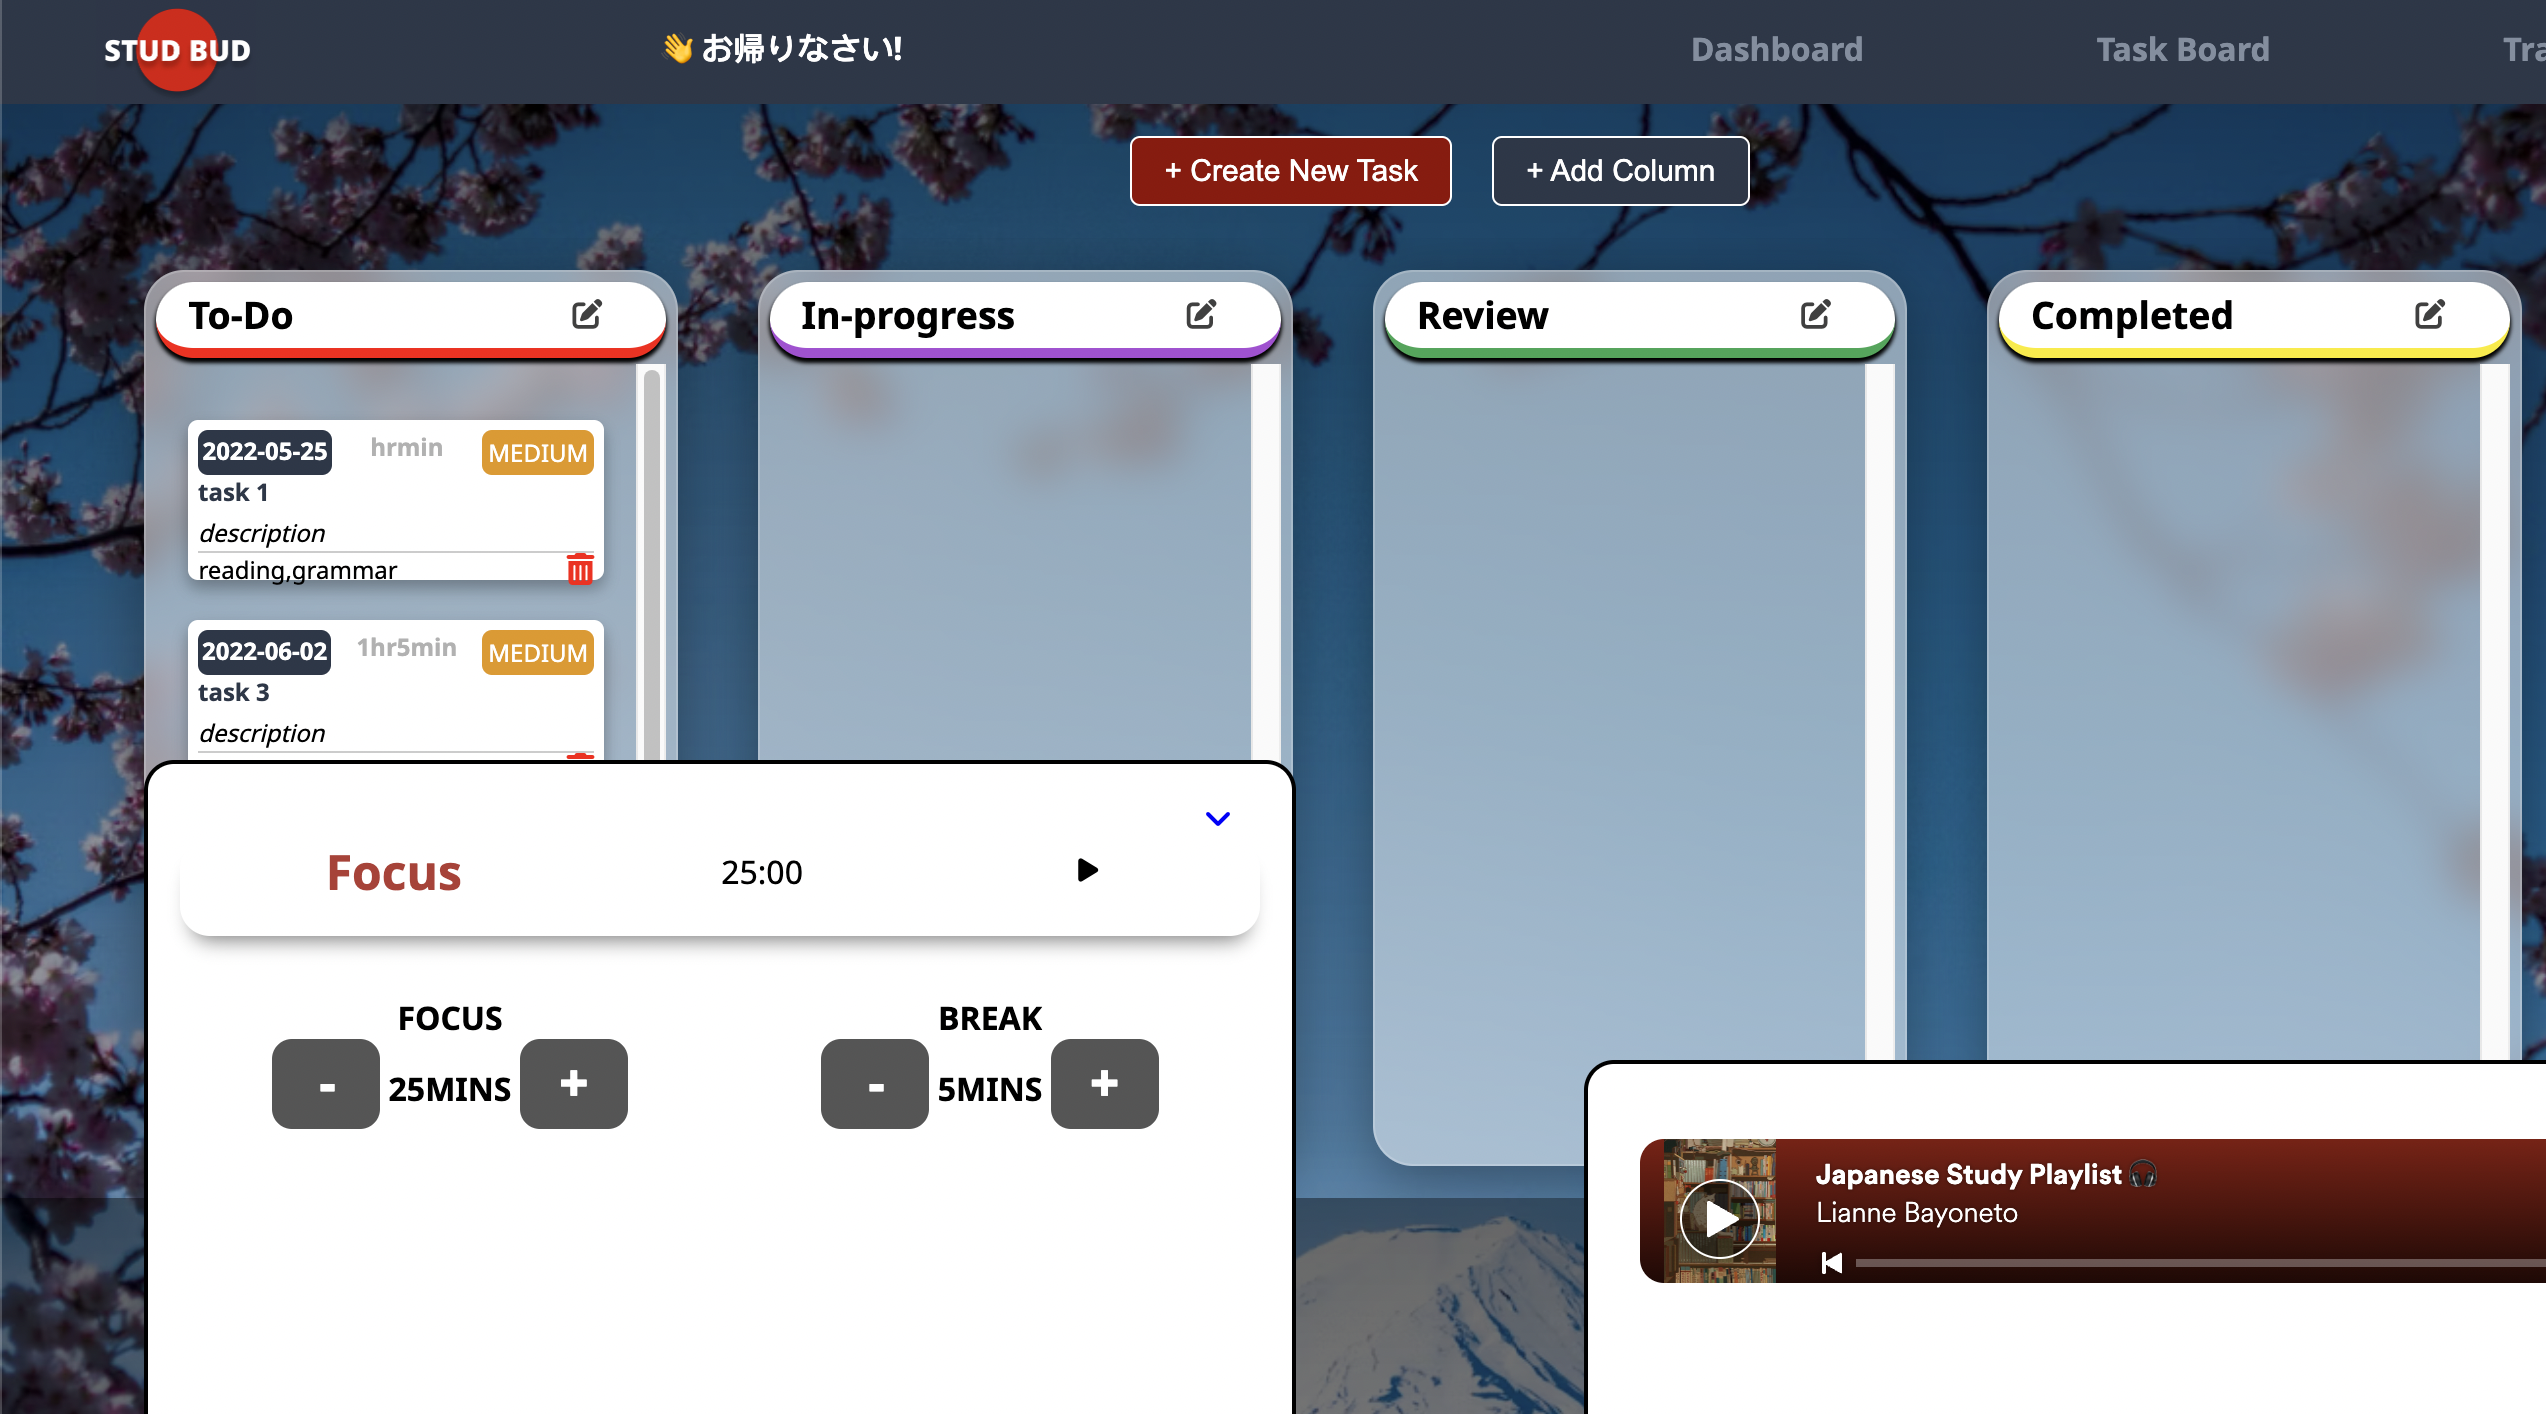 STUD BUD
👋 お帰りなさい!
Dashboard
Task Board
+ Create New Task
+ Add Column
To-Do
In-progress
Review
Completed
2022-05-25
hrmin
MEDIUM
task 1
description
reading,grammar
2022-06-02
1hr5min
MEDIUM
task 3
description
Focus
25:00
FOCUS
- 25MINS +
BREAK
- 5MINS +
Japanese Study Playlist 🎧
Lianne Bayoneto